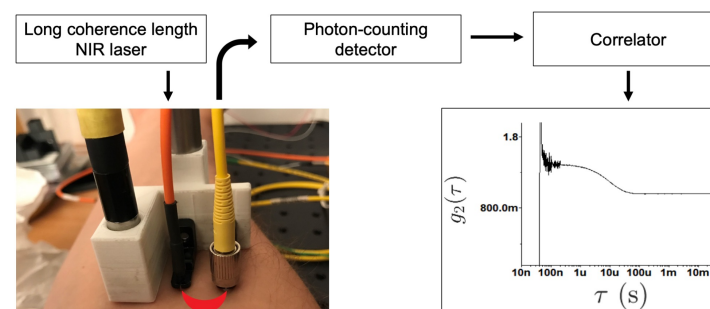 Long coherence length
NIR laser
Photon-counting
detector
Correlator
1.8
800.0m
g₂(τ)
10n 100n 1u 10u 100u 1m 10m
τ (s)